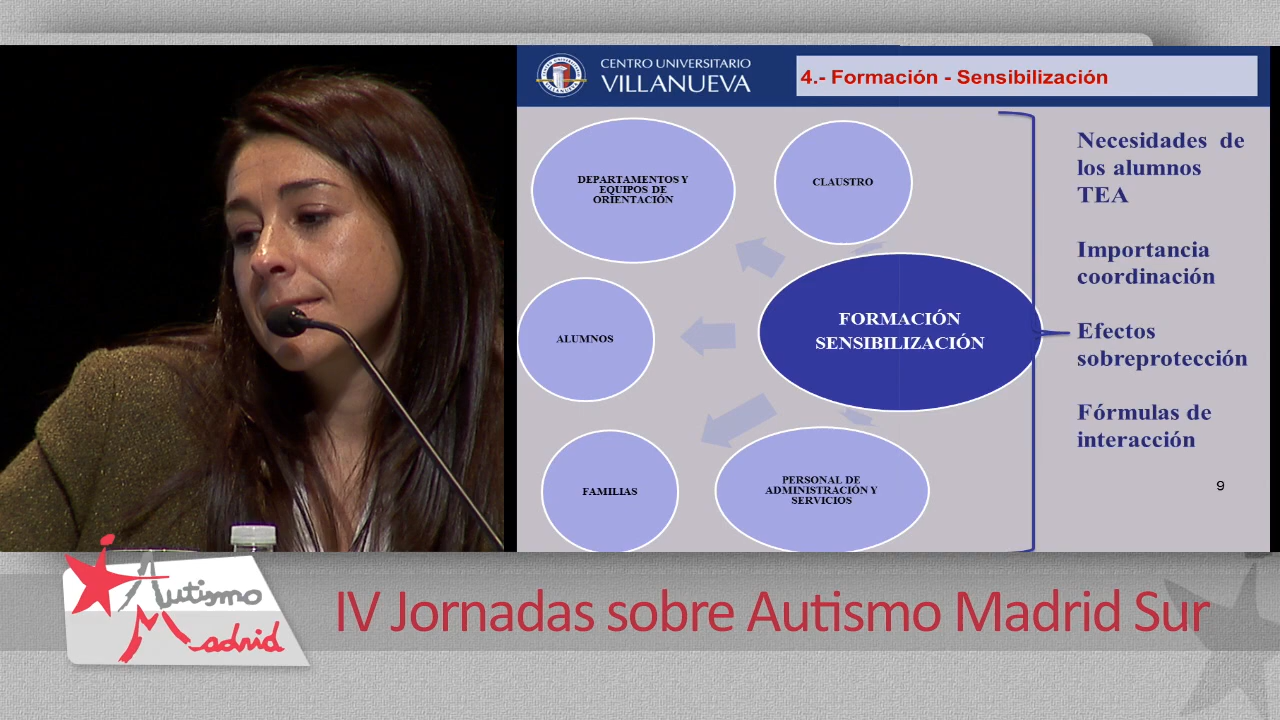 CENTRO UNIVERSITARIO
VILLANUEVA
4.- Formación - Sensibilización
DEPARTAMENTOS Y
EQUIPOS DE
ORIENTACIÓN
CLAUSTRO
ALUMNOS
FORMACIÓN
SENSIBILIZACIÓN
FAMILIAS
PERSONAL DE
ADMINISTRACIÓN Y
SERVICIOS
Necesidades de
los alumnos
TEA
Importancia
coordinación
Efectos
sobreprotección
Fórmulas de
interacción
9
Autismo
Madrid
IV Jornadas sobre Autismo Madrid Sur